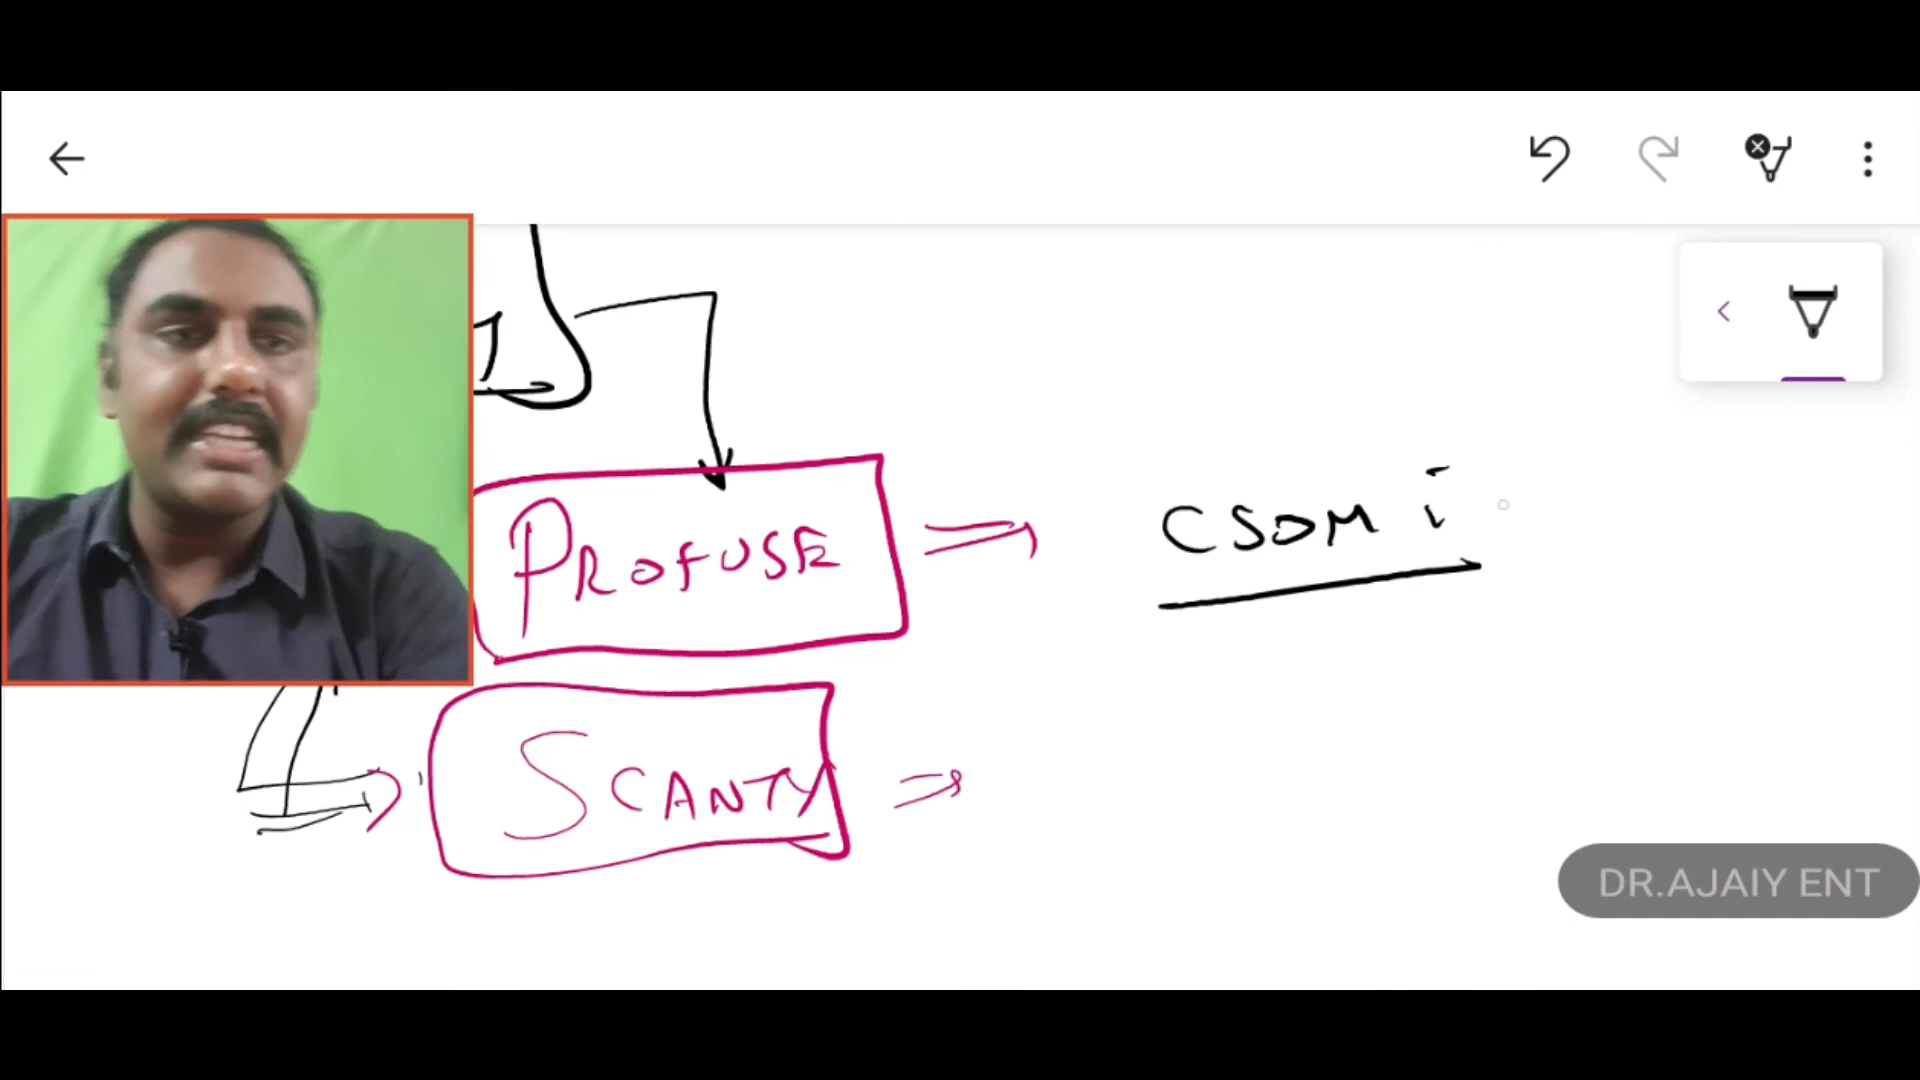 PROFUSE ⇒ CSOM ī
SCANTY ⇒
DR.AJAIY ENT